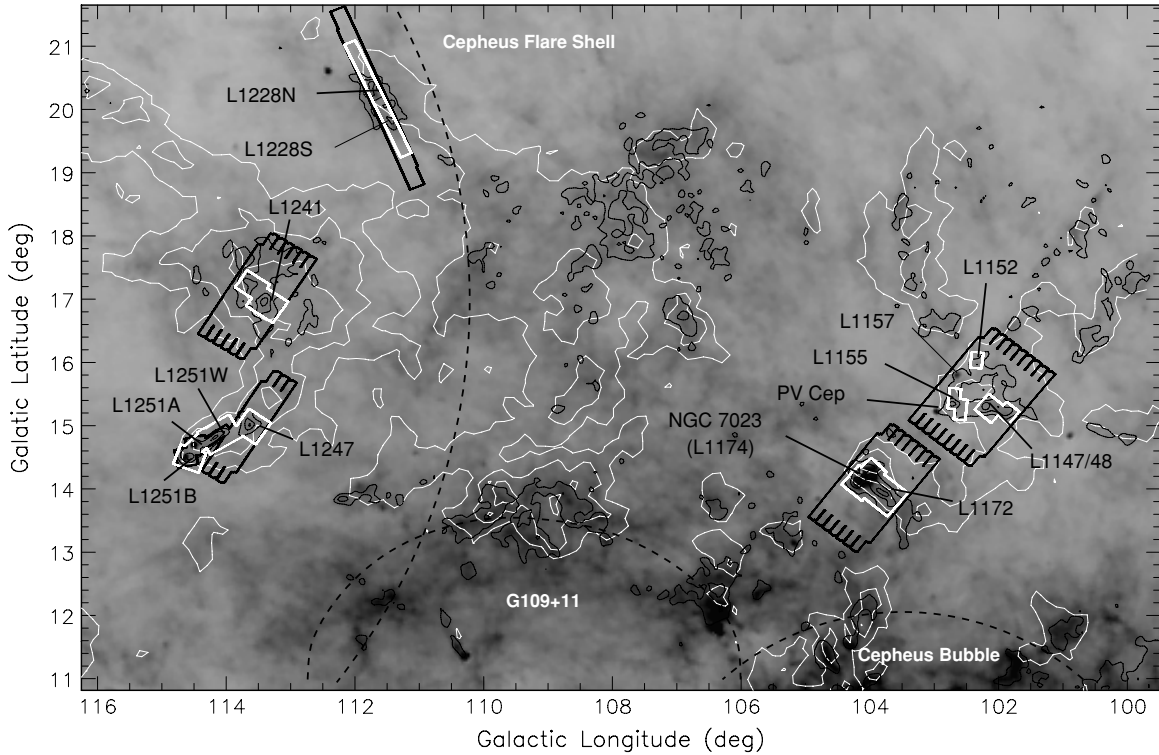 21
20
19
18
17
16
15
14
13
12
11
Galactic Latitude (deg)
Cepheus Flare Shell
L1228N
L1228S
L1241
L1152
L1157
L1155
L1251W
PV Cep
L1251A
NGC 7023
(L1174)
L1247
L1147/48
L1251B
L1172
G109+11
Cepheus Bubble
116
114
112
110
108
106
104
102
100
Galactic Longitude (deg)